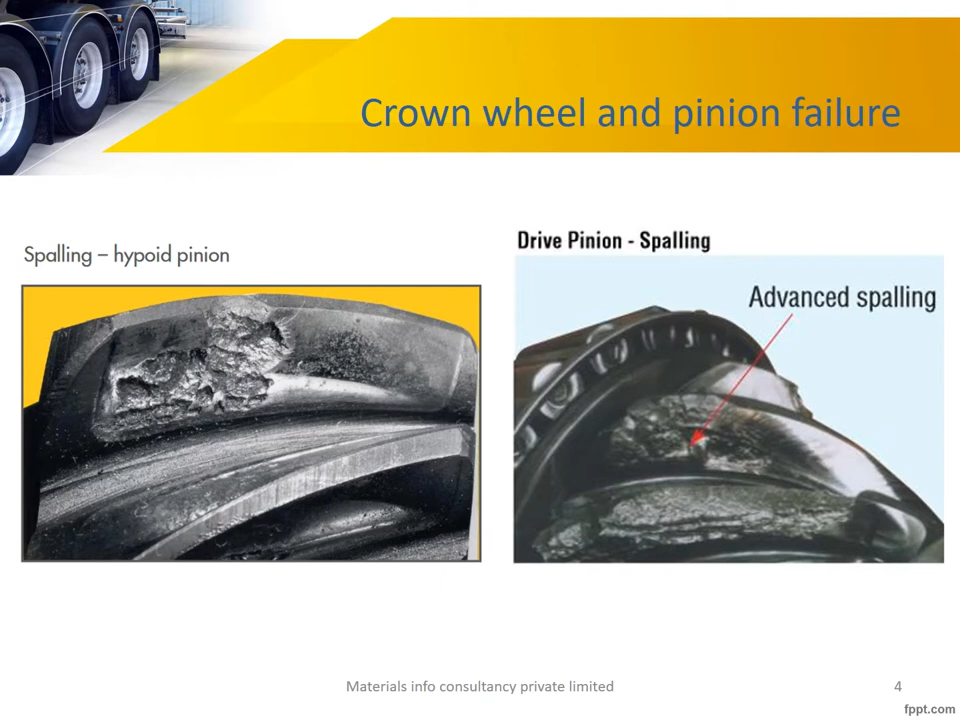 Crown wheel and pinion failure
Spalling – hypoid pinion
Drive Pinion - Spalling
Advanced spalling
Materials info consultancy private limited
4
fppt.com